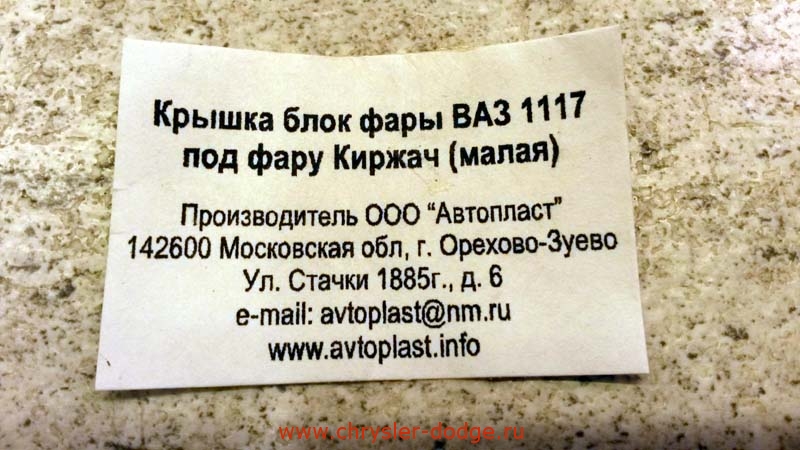 Крышка блок фары ВАЗ 1117
под фару Киржач (малая)
Производитель ООО "Автопласт"
142600 Московская обл, г. Орехово-Зуево
Ул. Стачки 1885г., д. 6
e-mail: avtoplast@nm.ru
www.avtoplast.info
www.chrysler-dodge.ru